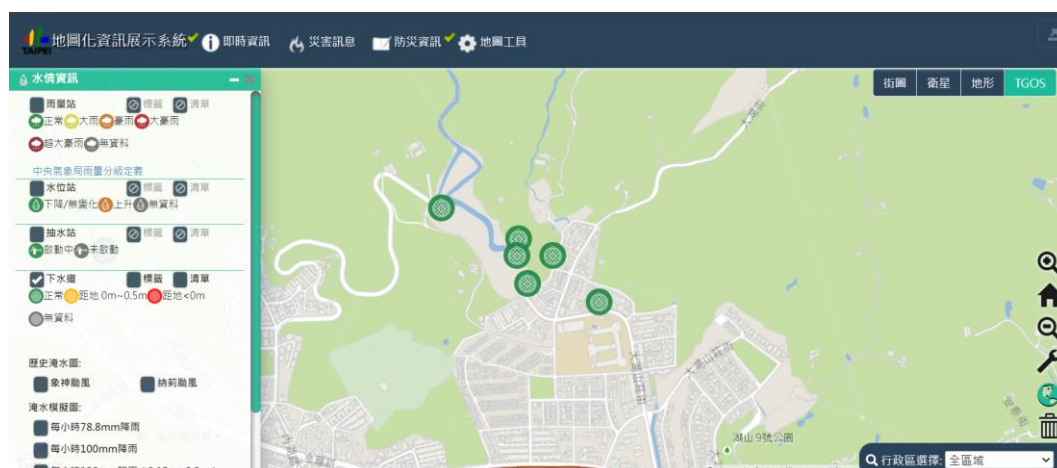 TAIPEI 地圖化資訊展示系統 即時資訊 災害訊息 防災資訊 地圖工具
水情資訊
街圖 衛星 地形 TGOS
雨量站 標籤 清單
正常 大雨 豪雨 大豪雨
超大豪雨 無資料
中央氣象局雨量分級定義
水位站 標籤 清單
下降/無變化 上升 無資料
抽水站 標籤 清單
啟動中 未啟動
下水道 標籤 清單
正常 距地 0m~0.5m 距地<0m
無資料
歷史淹水圖:
象神颱風 納莉颱風
淹水模擬圖:
每小時78.8mm降雨
每小時100mm降雨
大湖街
大湖山莊街
安泰街
湖山 9號公園
行政區選擇: 全區域